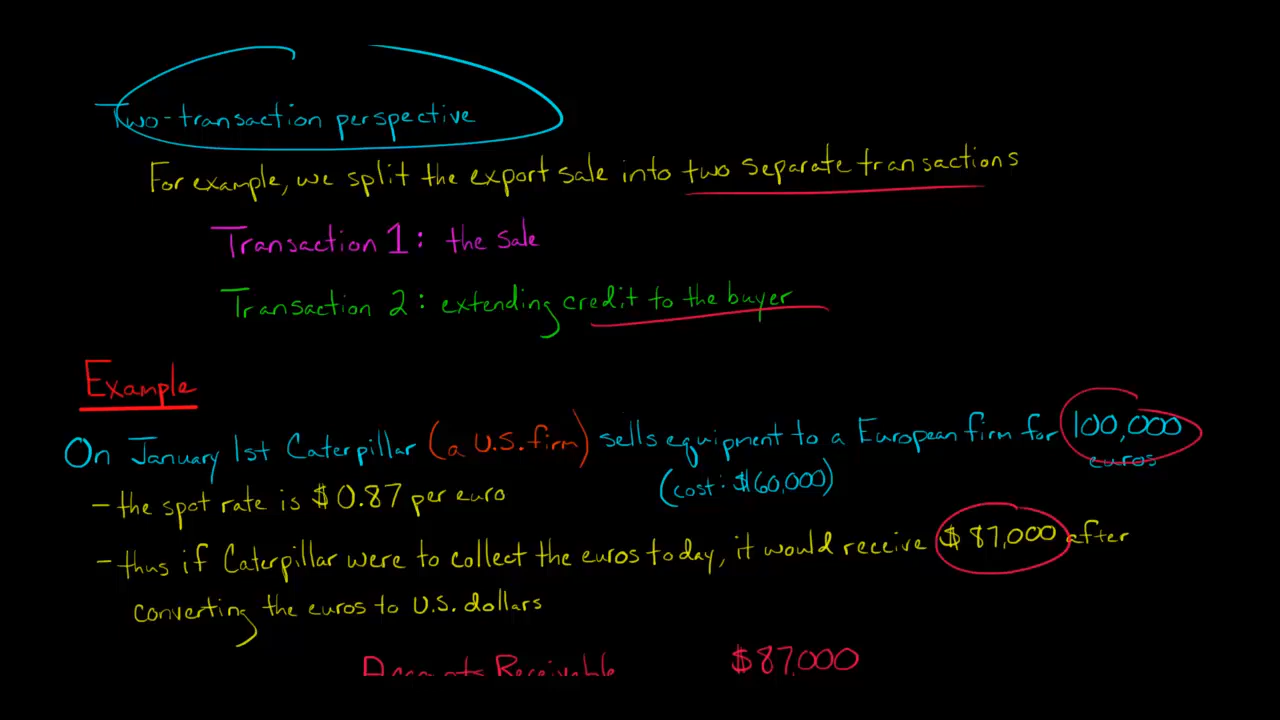 Two-transaction perspective
For example, we split the export sale into two separate transactions
Transaction 1: the sale
Transaction 2: extending credit to the buyer
Example
On January 1st Caterpillar (a U.S. firm) sells equipment to a European firm for 100,000 euros
(cost: $60,000)
- the spot rate is $0.87 per euro
- thus if Caterpillar were to collect the euros today, it would receive $87,000 after
converting the euros to U.S. dollars
Accounts Receivable $87,000